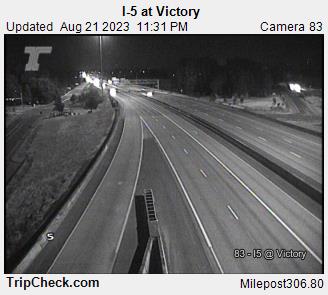 I-5 at Victory
Updated  Aug 21 2023  11:31 PM
Camera 83
T
S
83 - I5 @ Victory
TripCheck.com
Milepost306.80